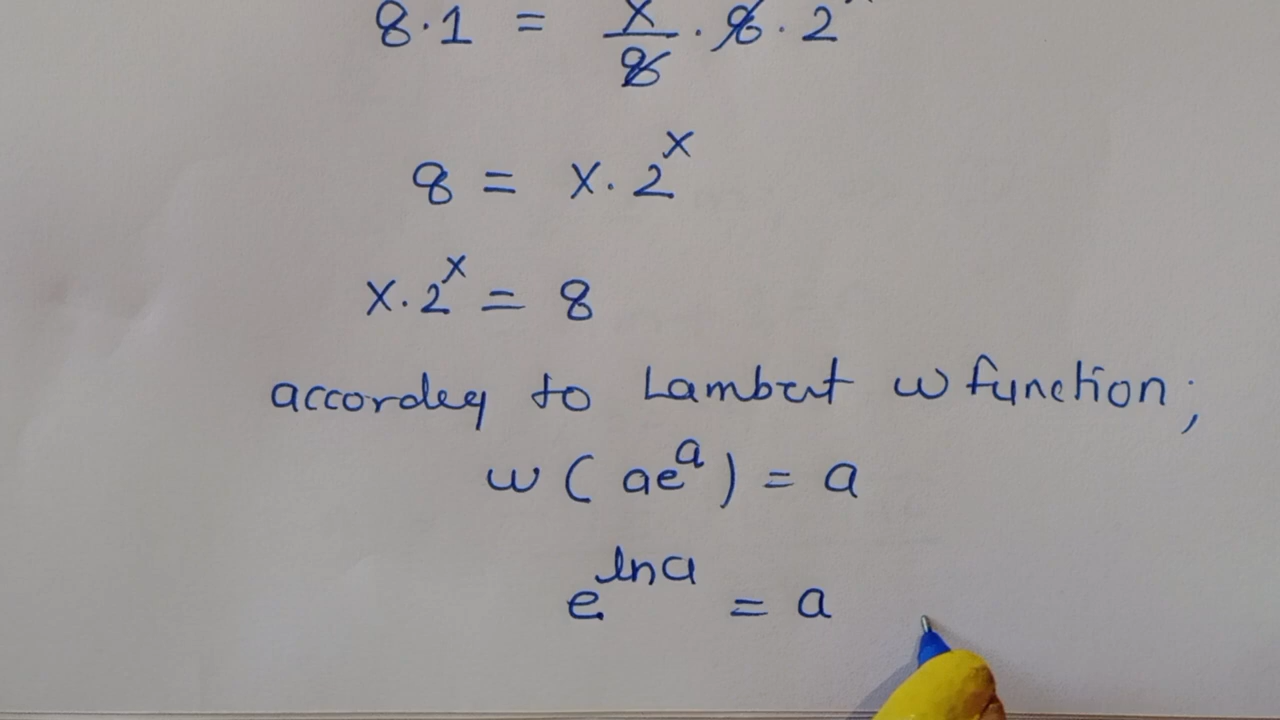 8·1 = x/8 · 8 · 2^x
8 = x · 2^x
x · 2^x = 8
accordeg to Lambert w function;
w ( ae^a ) = a
e^lna = a